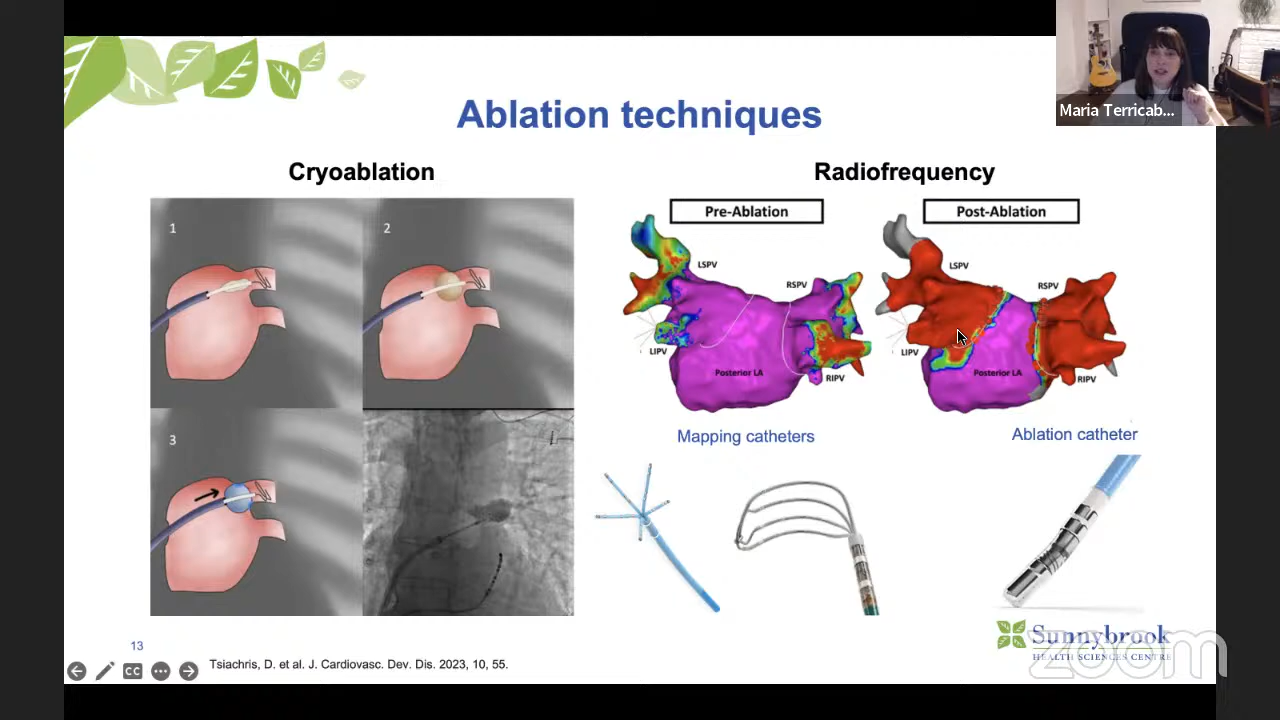 Maria Terricab...
Ablation techniques
Cryoablation
Radiofrequency
1
2
3
Pre-Ablation
LSPV
RSPV
LIPV
Posterior LA
RIPV
Post-Ablation
LSPV
RSPV
LIPV
Posterior LA
RIPV
Mapping catheters
Ablation catheter
13
CC
Tsiachris, D. et al. J. Cardiovasc. Dev. Dis. 2023, 10, 55.
Sunnybrook
HEALTH SCIENCES CENTRE
zoom